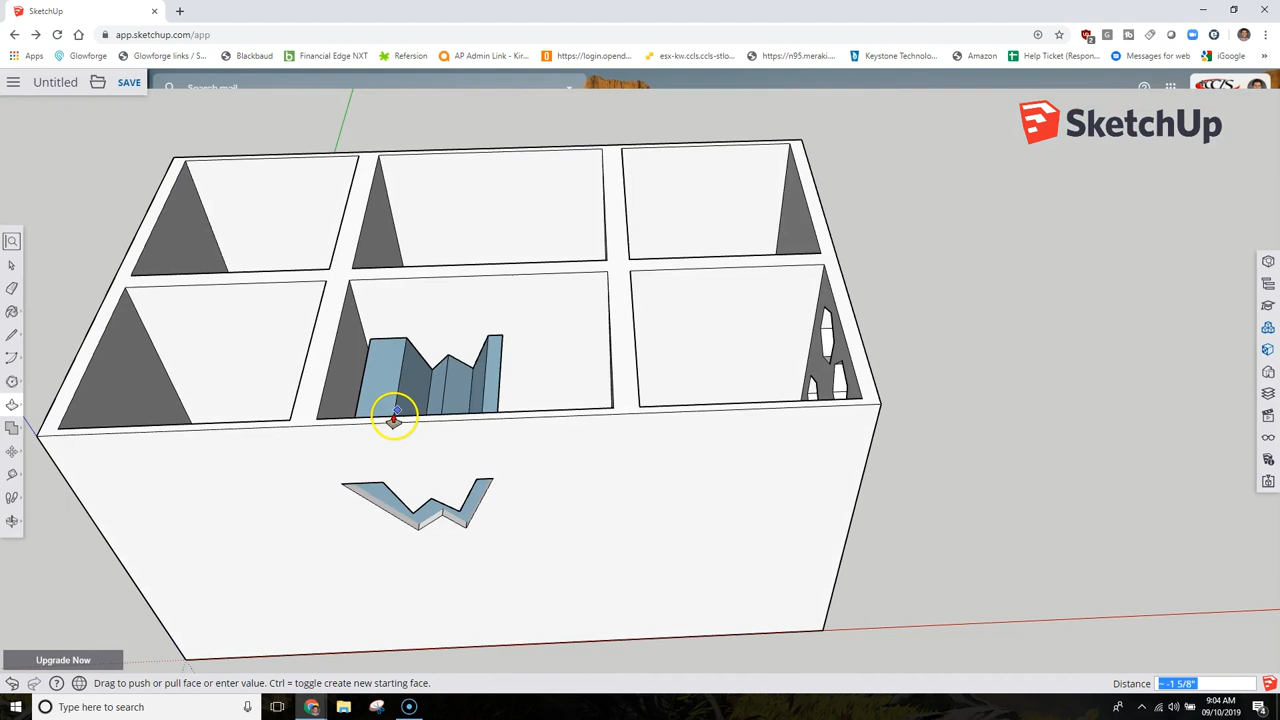 SketchUp
app.sketchup.com/app
Apps
Glowforge
Glowforge links / S...
Blackbaud
Financial Edge NXT
Refersion
AP Admin Link - Kir...
https://login.opend...
esx-kw.ccls-stlo...
https://n95.meraki...
Keystone Technolo...
Amazon
Help Ticket (Respon...
Messages for web
iGoogle
Untitled
SAVE
Search mail
SketchUp
Upgrade Now
Drag to push or pull face or enter value. Ctrl = toggle create new starting face.
Distance
~ -1 5/8"
Type here to search
9:04 AM
09/10/2019